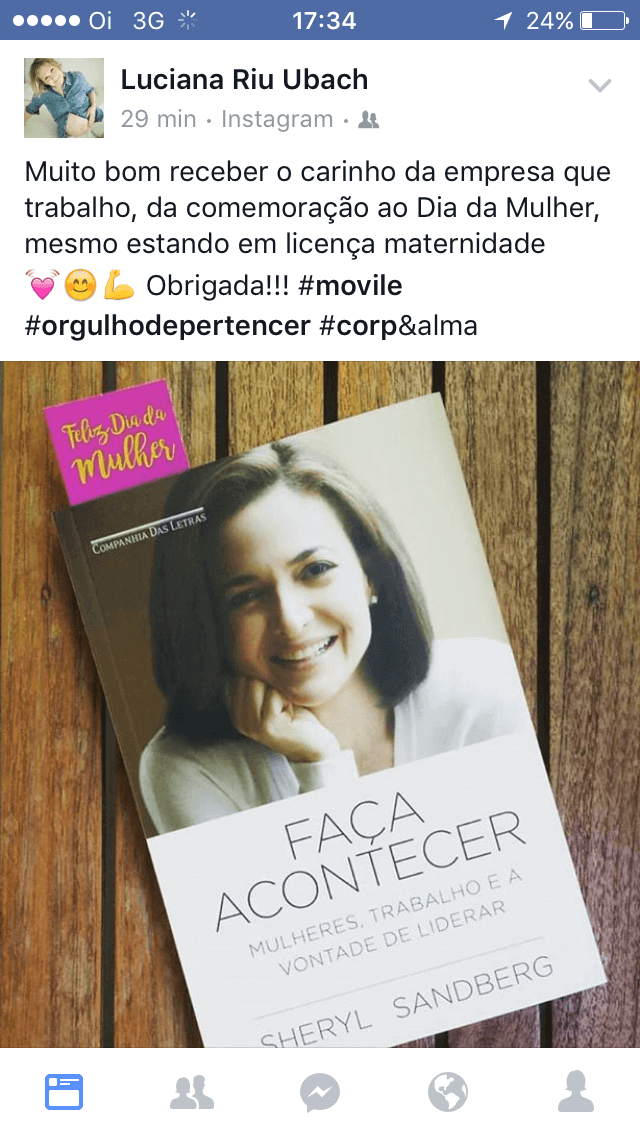 Oi 3G 17:34 24%
Luciana Riu Ubach
29 min · Instagram ·
Muito bom receber o carinho da empresa que
trabalho, da comemoração ao Dia da Mulher,
mesmo estando em licença maternidade
💓😊💪 Obrigada!!! #movile
#orgulhodepertencer #corp&alma
Feliz Dia da
Mulher
COMPANHIA DAS LETRAS
FAÇA
ACONTECER
MULHERES, TRABALHO E A
VONTADE DE LIDERAR
SHERYL SANDBERG